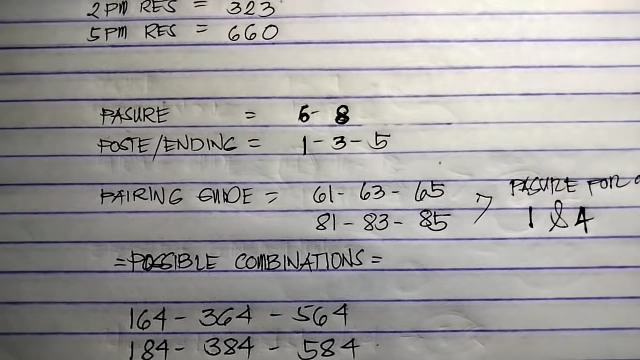 2PM RES = 323
5PM RES = 660
PASURE = 6- 8
POSTE/ENDING = 1-3-5
PAIRING GUIDE = 61-63-65
81-83-85 > PASURE FOR
1 & 4
=POSSIBLE COMBINATIONS=
164-364-564
184-384-584